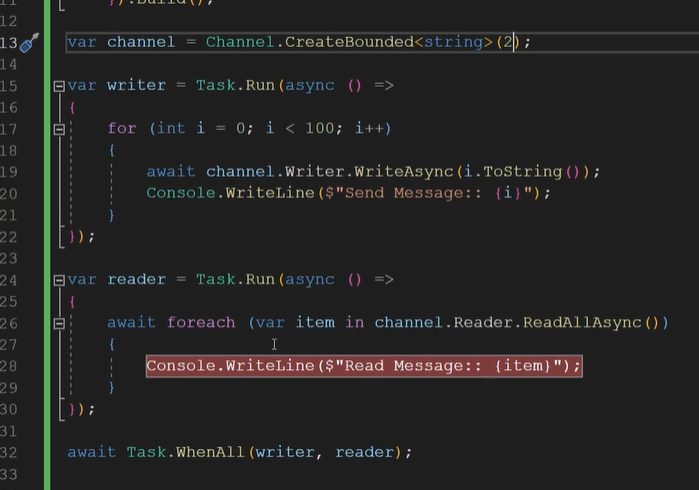 11 }).Build();
12
13 var channel = Channel.CreateBounded<string>(2);
14
15 var writer = Task.Run(async () =>
16 {
17 for (int i = 0; i < 100; i++)
18 {
19 await channel.Writer.WriteAsync(i.ToString());
20 Console.WriteLine($"Send Message:: {i}");
21 }
22 });
23
24 var reader = Task.Run(async () =>
25 {
26 await foreach (var item in channel.Reader.ReadAllAsync())
27 {
28 Console.WriteLine($"Read Message:: {item}");
29 }
30 });
31
32 await Task.WhenAll(writer, reader);
33